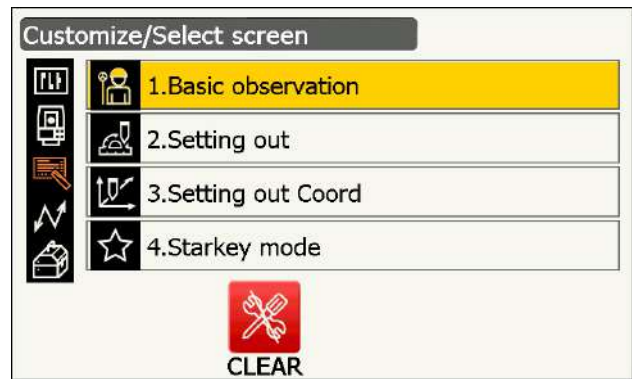 Customize/Select screen
1.Basic observation
2.Setting out
3.Setting out Coord
4.Starkey mode
CLEAR